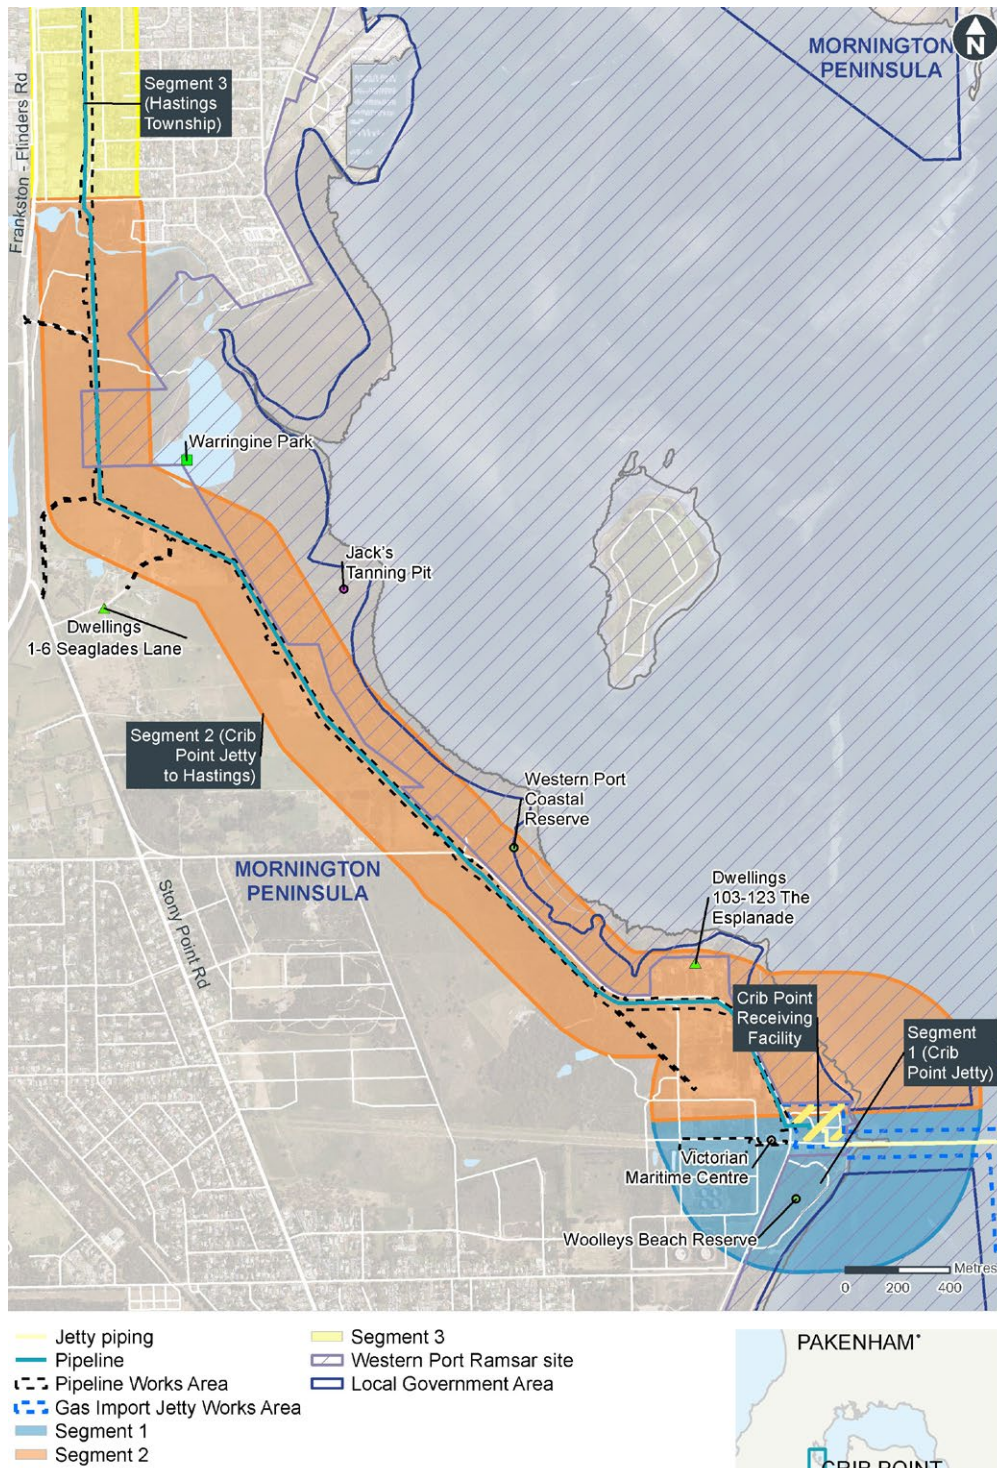 MORNINGTON
PENINSULA
N
Segment 3
(Hastings
Township)
Frankston - Flinders Rd
Warringine Park
Jack's
Tanning Pit
Dwellings
1-6 Seaglades Lane
Segment 2 (Crib
Point Jetty
to Hastings)
Western Port
Coastal
Reserve
MORNINGTON
PENINSULA
Stony Point Rd
Dwellings
103-123 The
Esplanade
Crib Point
Receiving
Facility
Segment
1 (Crib
Point Jetty)
Victorian
Maritime Centre
Woolleys Beach Reserve
Metres
0 200 400
Jetty piping
Pipeline
Pipeline Works Area
Gas Import Jetty Works Area
Segment 1
Segment 2
Segment 3
Western Port Ramsar site
Local Government Area
PAKENHAM
CRIB POINT